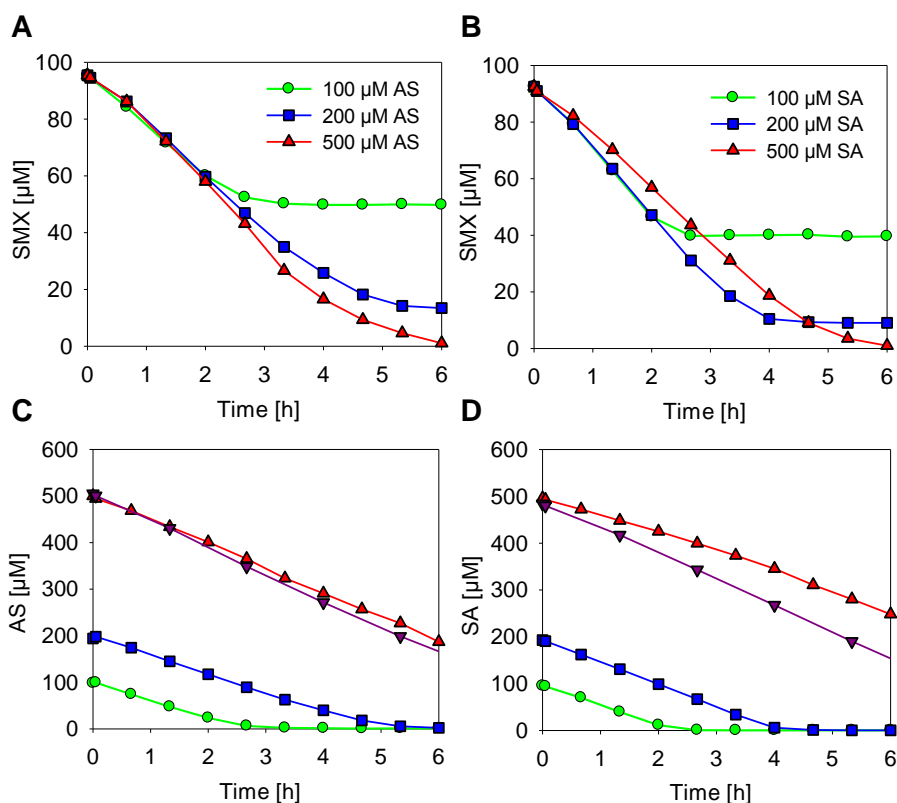 A
100
80
60
40
20
0
SMX [µM]
100 µM AS
200 µM AS
500 µM AS
0 1 2 3 4 5 6
Time [h]
B
100
80
60
40
20
0
SMX [µM]
100 µM SA
200 µM SA
500 µM SA
0 1 2 3 4 5 6
Time [h]
C
600
500
400
300
200
100
0
AS [µM]
0 1 2 3 4 5 6
Time [h]
D
600
500
400
300
200
100
0
SA [µM]
0 1 2 3 4 5 6
Time [h]